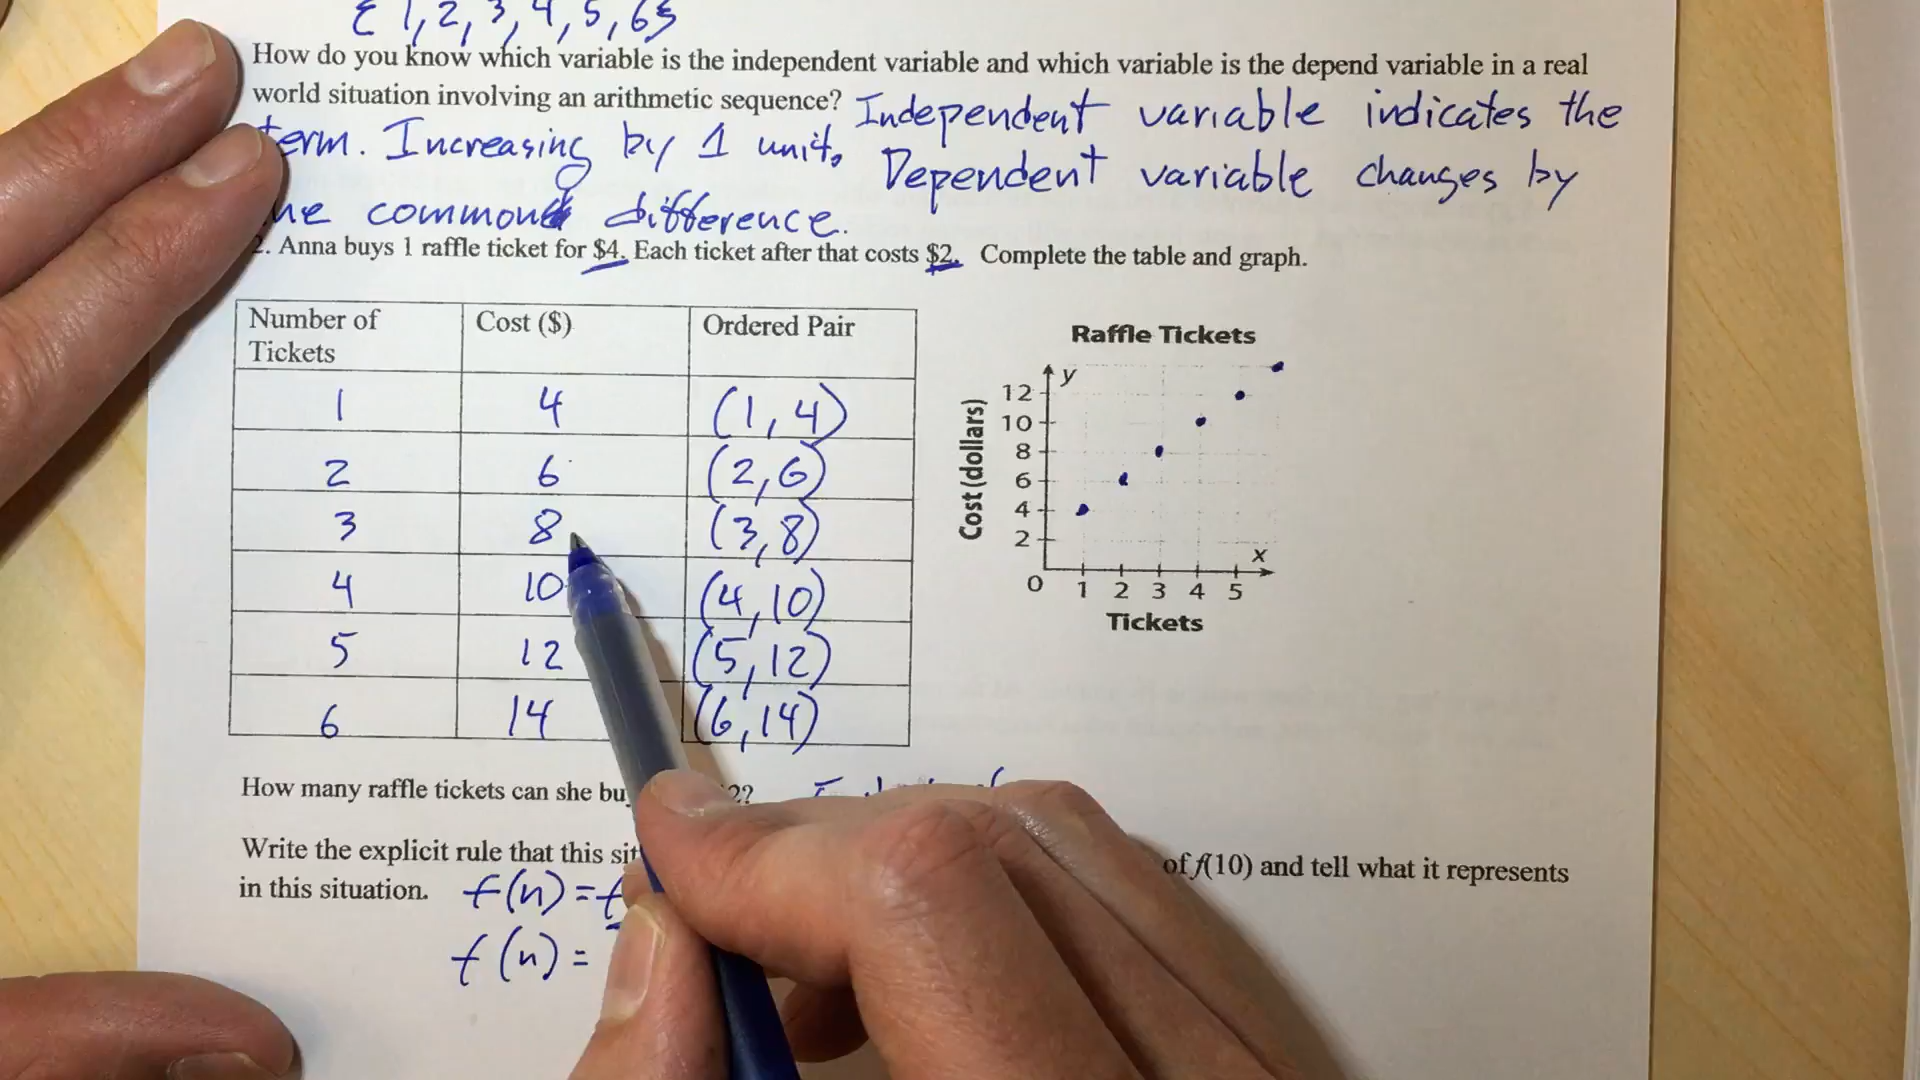 {1, 2, 3, 4, 5, 6}
How do you know which variable is the independent variable and which variable is the depend variable in a real
world situation involving an arithmetic sequence? Independent variable indicates the
term. Increasing by 1 unit. Dependent variable changes by
common difference.
2. Anna buys 1 raffle ticket for $4. Each ticket after that costs $2. Complete the table and graph.
Number of Tickets Cost ($) Ordered Pair
1 4 (1, 4)
2 6 (2, 6)
3 8 (3, 8)
4 10 (4, 10)
5 12 (5, 12)
6 14 (6, 14)
Raffle Tickets
y
12
10
8
6
4
2
0
Cost (dollars)
x
1 2 3 4 5
Tickets
How many raffle tickets can she
Write the explicit rule that this of f(10) and tell what it represents
in this situation. f(n) =
f(n) =